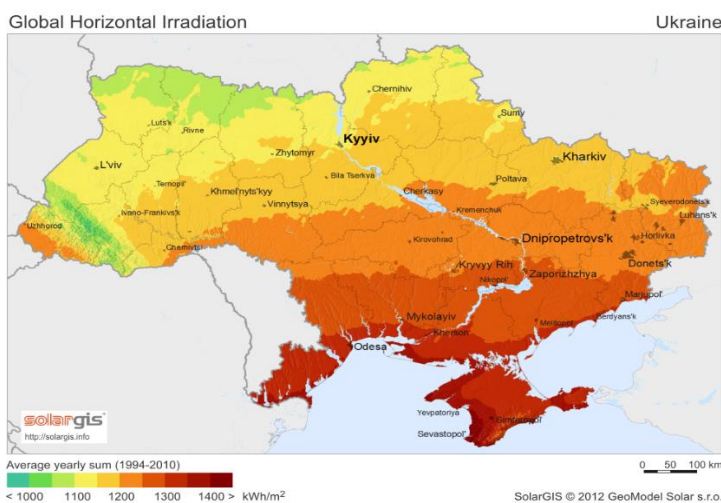 Global Horizontal Irradiation
Ukraine
Chernihiv
Luts'k
Rivne
Sumy
Kyyiv
L'viv
Zhytomyr
Kharkiv
Ternopil'
Bila Tserkva
Poltava
Khmel'nyts'kyy
Cherkasy
Syeverodonets'k
Ivano-Frankivs'k
Vinnytsya
Kremenchuk
Luhans'k
Uzhhorod
Chernivtsi
Kirovohrad
Dnipropetrovs'k
Horlivka
Donets'k
Kryvyy Rih
Zaporizhzhya
Nikopol'
Mariupol'
Mykolayiv
Melitopol'
Berdyans'k
Kherson
Odesa
solargis
http://solargis.info
Yevpatoriya
Simferopol'
Sevastopol'
Average yearly sum (1994-2010)
0 50 100 km
< 1000 1100 1200 1300 1400 > kWh/m²
SolarGIS © 2012 GeoModel Solar s.r.o.